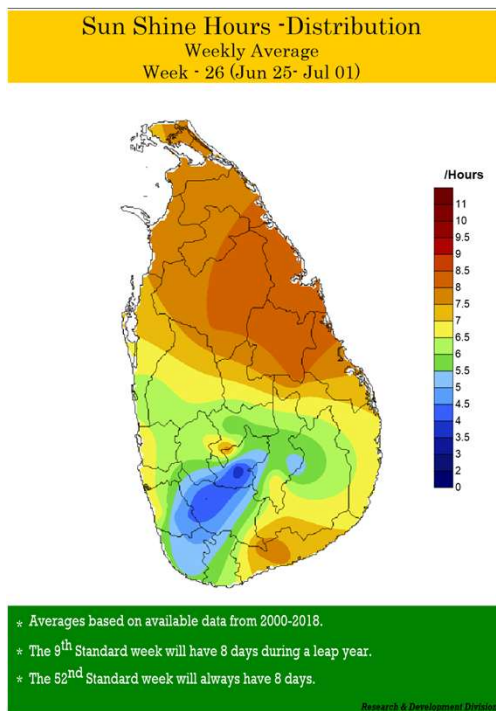 Sun Shine Hours -Distribution
Weekly Average
Week - 26 (Jun 25- Jul 01)
/Hours
11
10
9.5
9
8.5
8
7.5
7
6.5
6
5.5
5
4.5
4
3.5
3
2
0
* Averages based on available data from 2000-2018.
* The 9th Standard week will have 8 days during a leap year.
* The 52nd Standard week will always have 8 days.
Research & Development Division